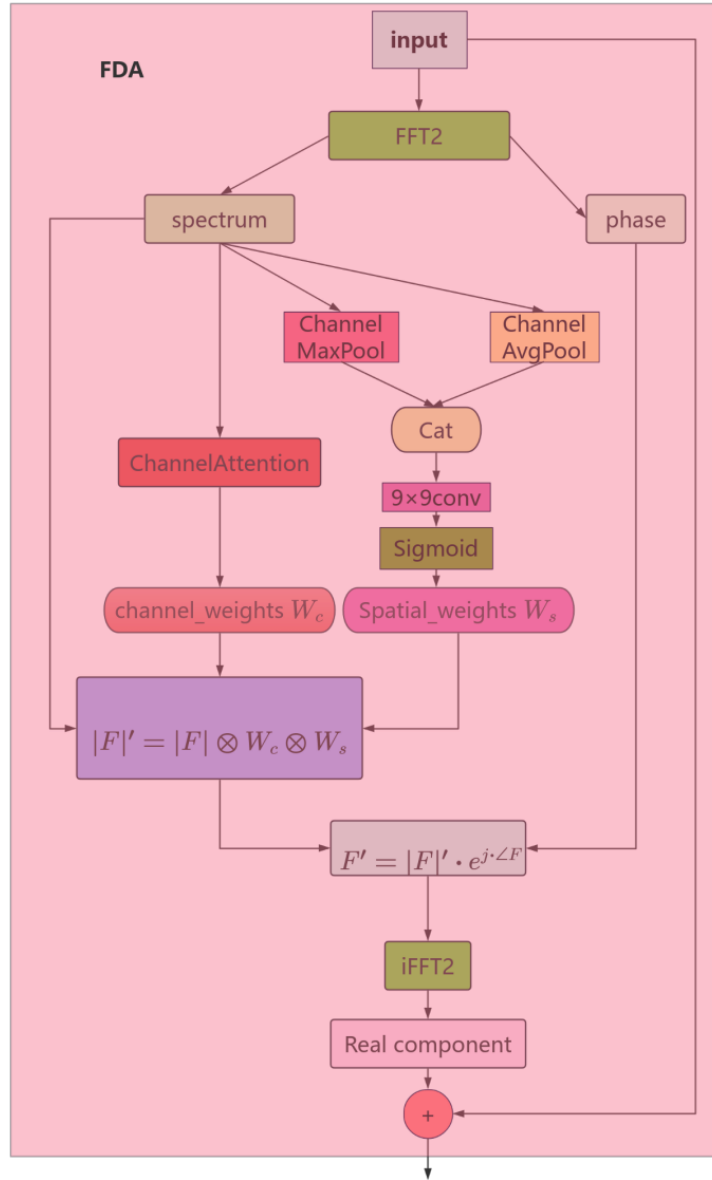 input
FDA
FFT2
spectrum
phase
Channel
MaxPool
Channel
AvgPool
Cat
ChannelAttention
9×9conv
Sigmoid
channel_weights W_c
Spatial_weights W_s
|F|′ = |F| ⊗ W_c ⊗ W_s
F′ = |F|′ · e^{j·∠F}
iFFT2
Real component
+